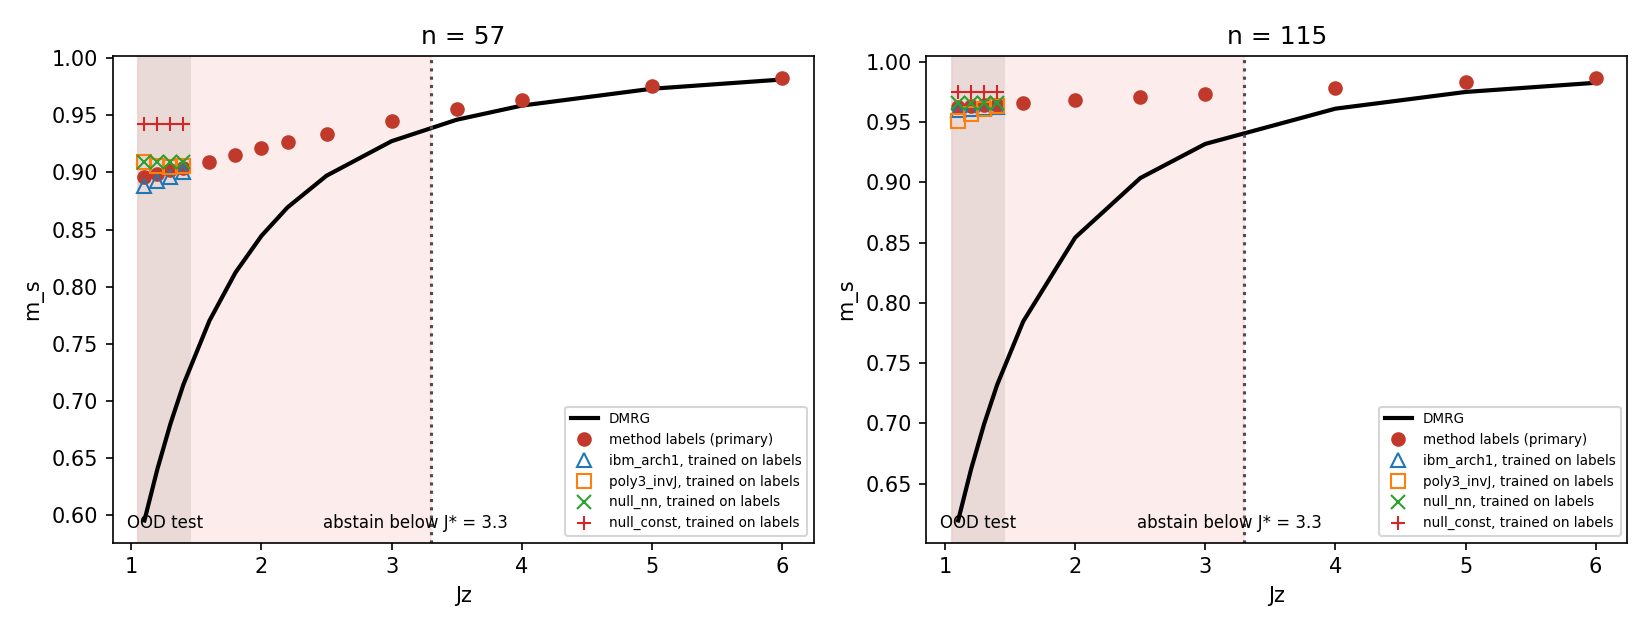 n = 57
1.00
0.95
0.90
0.85
0.80
0.75
0.70
0.65
0.60
m_s
OOD test
abstain below J* = 3.3
DMRG
method labels (primary)
ibm_arch1, trained on labels
poly3_invJ, trained on labels
null_nn, trained on labels
null_const, trained on labels
1 2 3 4 5 6
Jz
n = 115
1.00
0.95
0.90
0.85
0.80
0.75
0.70
0.65
m_s
OOD test
abstain below J* = 3.3
DMRG
method labels (primary)
ibm_arch1, trained on labels
poly3_invJ, trained on labels
null_nn, trained on labels
null_const, trained on labels
1 2 3 4 5 6
Jz